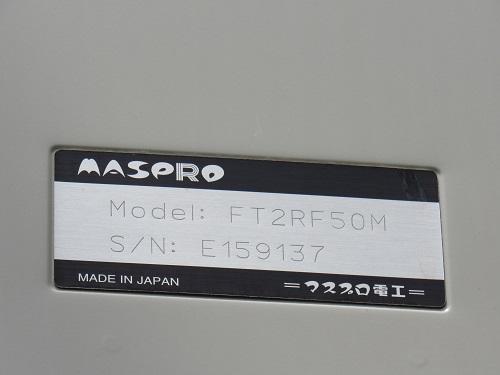 MASPRO
Model: FT2RF50M
S/N: E159137
MADE IN JAPAN
=マスプロ電工=